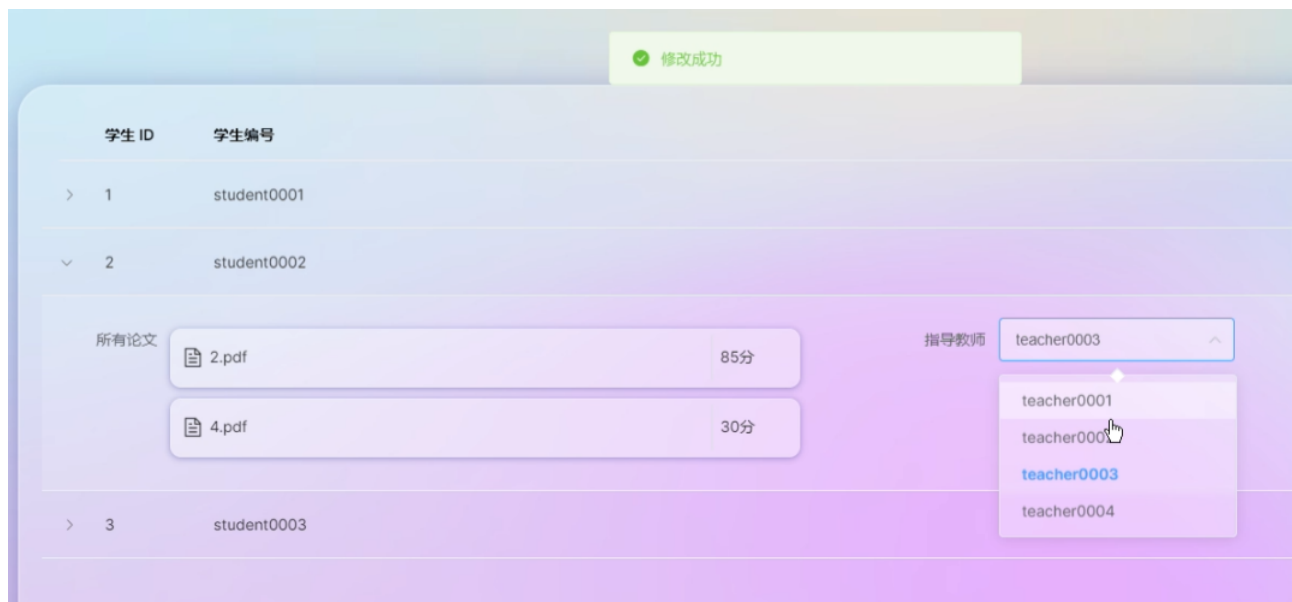 修改成功
学生 ID 学生编号
1 student0001
2 student0002
所有论文 2.pdf 85分 指导教师 teacher0003
4.pdf 30分
teacher0001
teacher0003
teacher0004
3 student0003